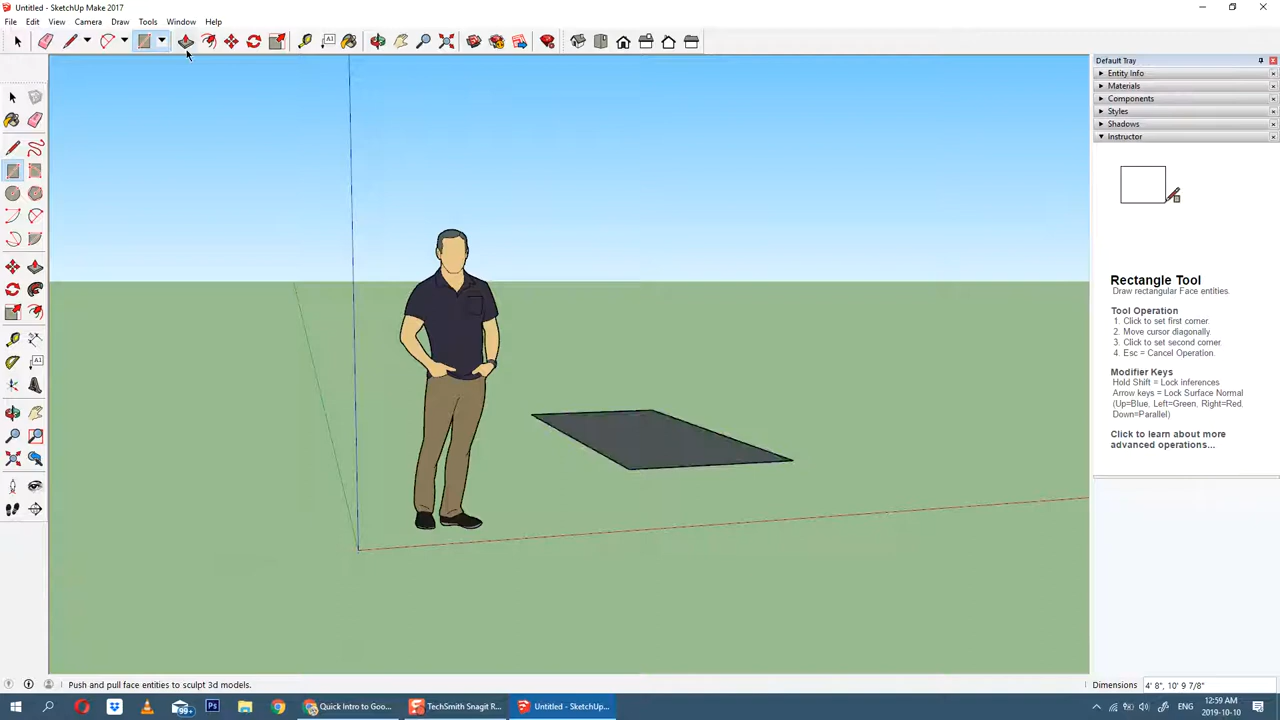 Untitled - SketchUp Make 2017
File Edit View Camera Draw Tools Window Help
Default Tray
Entity Info
Materials
Components
Styles
Shadows
Instructor
Rectangle Tool
Draw rectangular Face entities.
Tool Operation
1. Click to set first corner.
2. Move cursor diagonally.
3. Click to set second corner.
4. Esc = Cancel Operation.
Modifier Keys
Hold Shift = Lock inferences
Arrow keys = Lock Surface Normal
(Up=Blue, Left=Green, Right=Red,
Down=Parallel)
Click to learn about more
advanced operations...
Push and pull face entities to sculpt 3d models.
Dimensions 4' 8", 10' 9 7/8"
99+
Quick Intro to Goo...
TechSmith Snagit R...
Untitled - SketchUp...
ENG
12:59 AM
2019-10-10